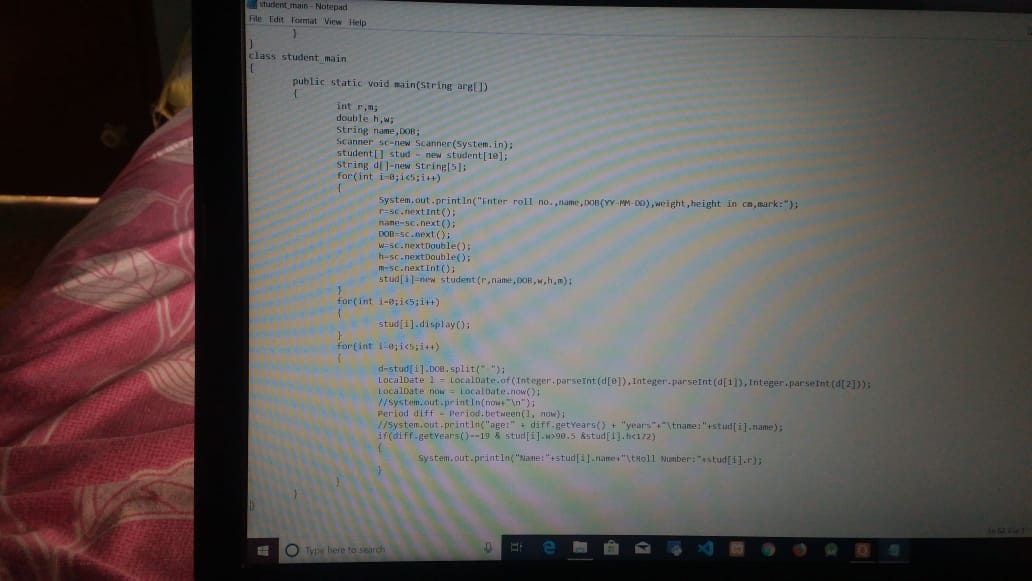 student_main - Notepad
File Edit Format View Help
}
}
class student_main
{
public static void main(String arg[])
{
int r,m;
double h,w;
String name,DOB;
Scanner sc=new Scanner(System.in);
student[] stud = new student[10];
String d[]=new String[5];
for(int i=0;i<5;i++)
{
System.out.println("Enter roll no.,name,DOB(YY-MM-DD),weight,height in cm,mark:");
r=sc.nextInt();
name=sc.next();
DOB=sc.next();
w=sc.nextDouble();
h=sc.nextDouble();
m=sc.nextInt();
stud[i]=new student(r,name,DOB,w,h,m);
}
for(int i=0;i<5;i++)
{
stud[i].display();
}
for(int i=0;i<5;i++)
{
d=stud[i].DOB.split("-");
LocalDate l = LocalDate.of(Integer.parseInt(d[0]),Integer.parseInt(d[1]),Integer.parseInt(d[2]));
LocalDate now = LocalDate.now();
//System.out.println(now+"\n");
Period diff = Period.between(l, now);
//System.out.println("age:" + diff.getYears() + "years"+"\tname:"+stud[i].name);
if(diff.getYears()==19 & stud[i].w>90.5 &stud[i].h<172)
{
System.out.println("Name:"+stud[i].name+"\tRoll Number:"+stud[i].r);
}
}
}
}
Type here to search